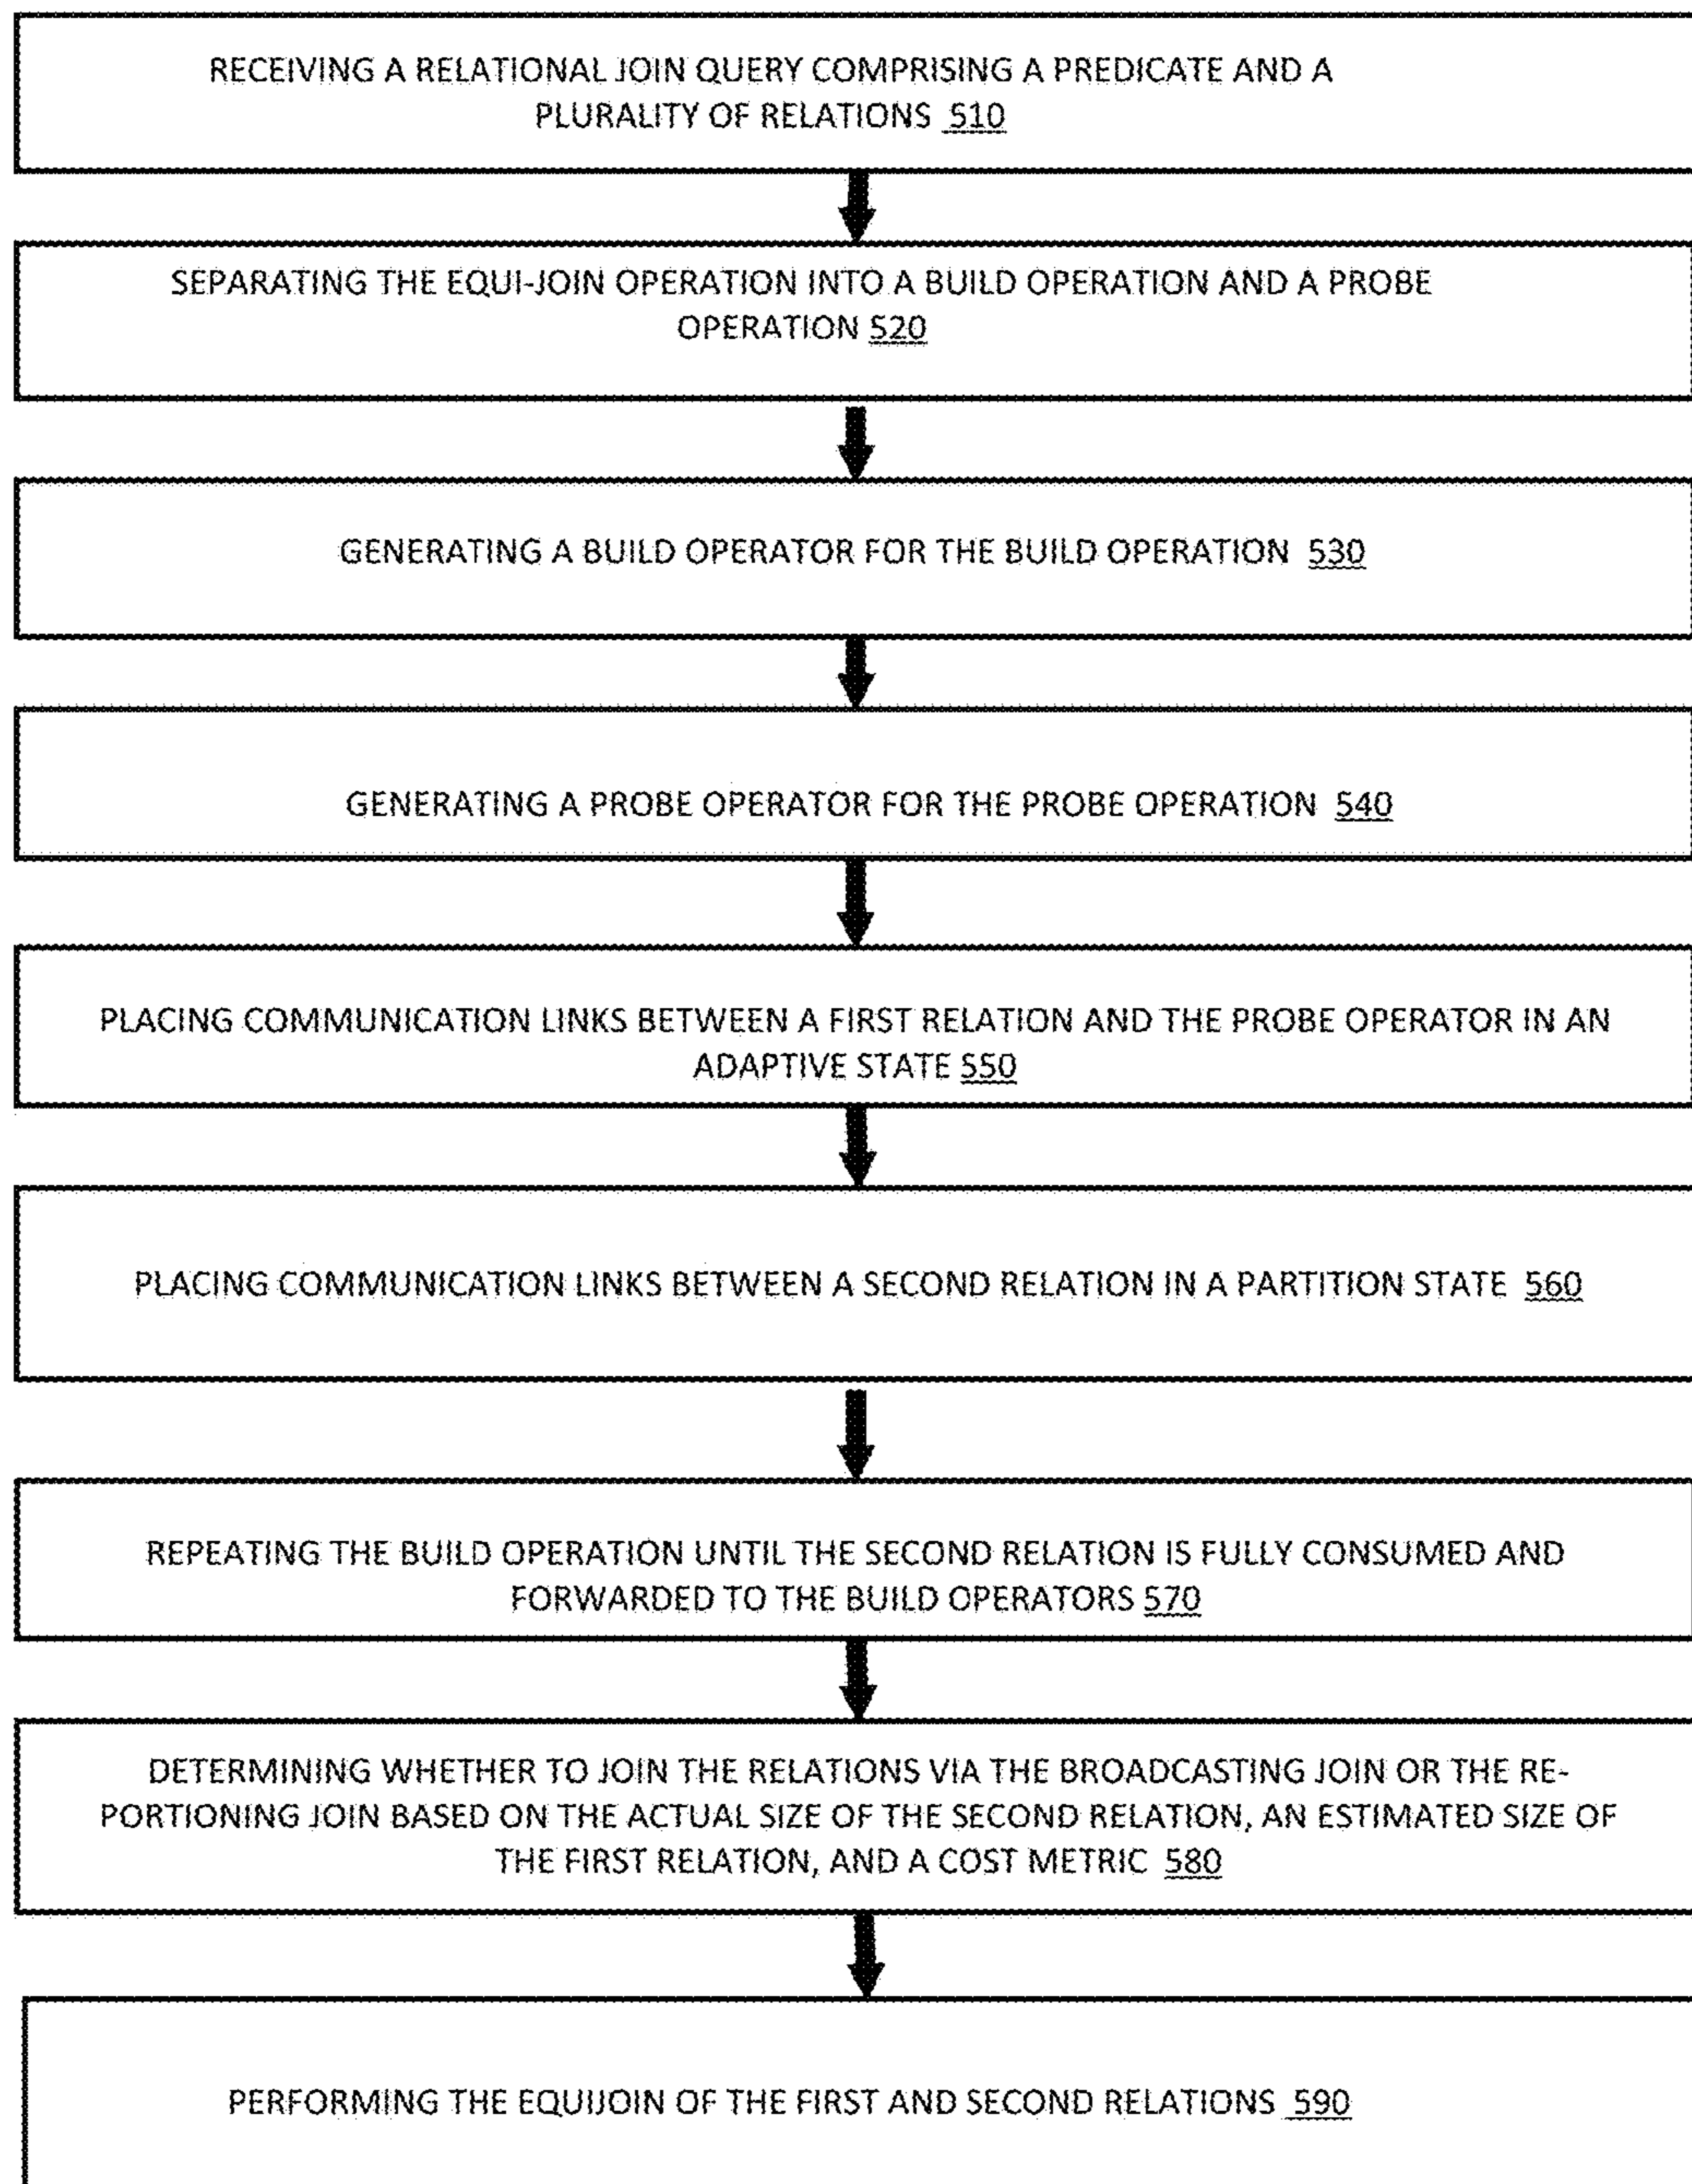 RECEIVING A RELATIONAL JOIN QUERY COMPRISING A PREDICATE AND A
PLURALITY OF RELATIONS 510
SEPARATING THE EQUI-JOIN OPERATION INTO A BUILD OPERATION AND A PROBE
OPERATION 520
GENERATING A BUILD OPERATOR FOR THE BUILD OPERATION 530
GENERATING A PROBE OPERATOR FOR THE PROBE OPERATION 540
PLACING COMMUNICATION LINKS BETWEEN A FIRST RELATION AND THE PROBE OPERATOR IN AN
ADAPTIVE STATE 550
PLACING COMMUNICATION LINKS BETWEEN A SECOND RELATION IN A PARTITION STATE 560
REPEATING THE BUILD OPERATION UNTIL THE SECOND RELATION IS FULLY CONSUMED AND
FORWARDED TO THE BUILD OPERATORS 570
DETERMINING WHETHER TO JOIN THE RELATIONS VIA THE BROADCASTING JOIN OR THE RE-
PORTIONING JOIN BASED ON THE ACTUAL SIZE OF THE SECOND RELATION, AN ESTIMATED SIZE OF
THE FIRST RELATION, AND A COST METRIC 580
PERFORMING THE EQUIJOIN OF THE FIRST AND SECOND RELATIONS 590